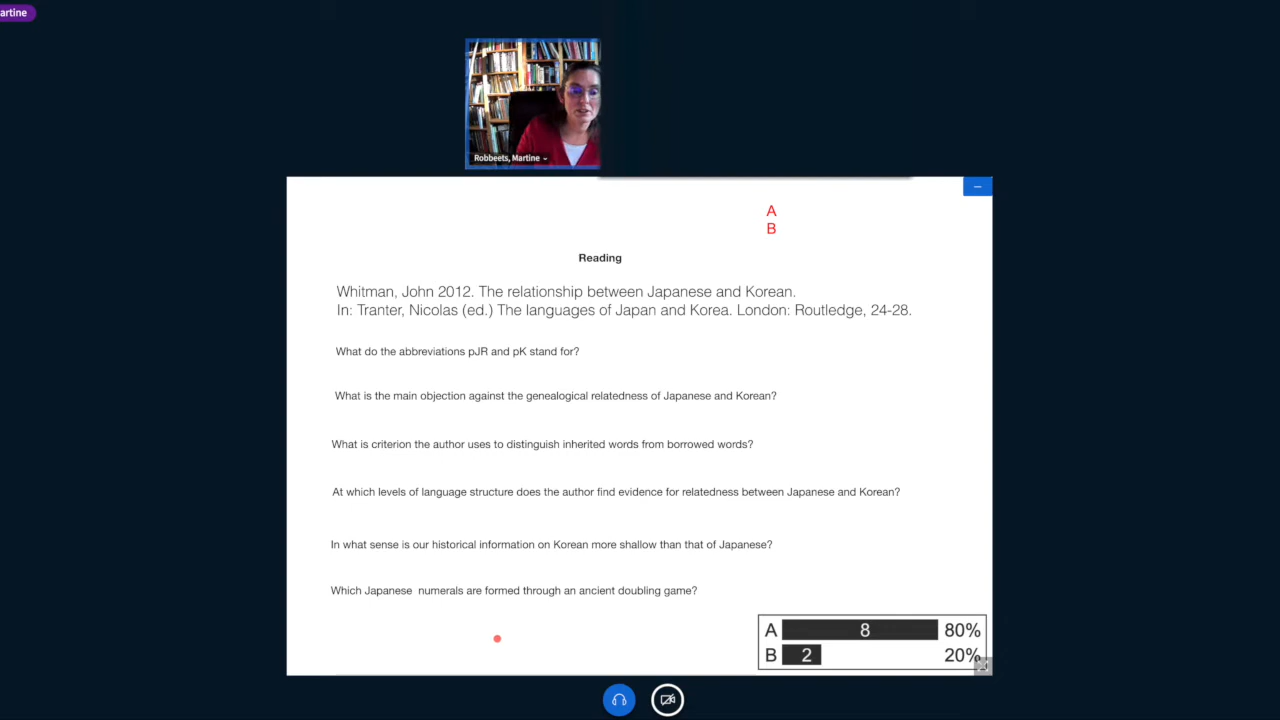 artine
Robbeets, Martine
A
B
Reading
Whitman, John 2012. The relationship between Japanese and Korean.
In: Tranter, Nicolas (ed.) The languages of Japan and Korea. London: Routledge, 24-28.
What do the abbreviations pJR and pK stand for?
What is the main objection against the genealogical relatedness of Japanese and Korean?
What is criterion the author uses to distinguish inherited words from borrowed words?
At which levels of language structure does the author find evidence for relatedness between Japanese and Korean?
In what sense is our historical information on Korean more shallow than that of Japanese?
Which Japanese numerals are formed through an ancient doubling game?
A 8 80%
B 2 20%